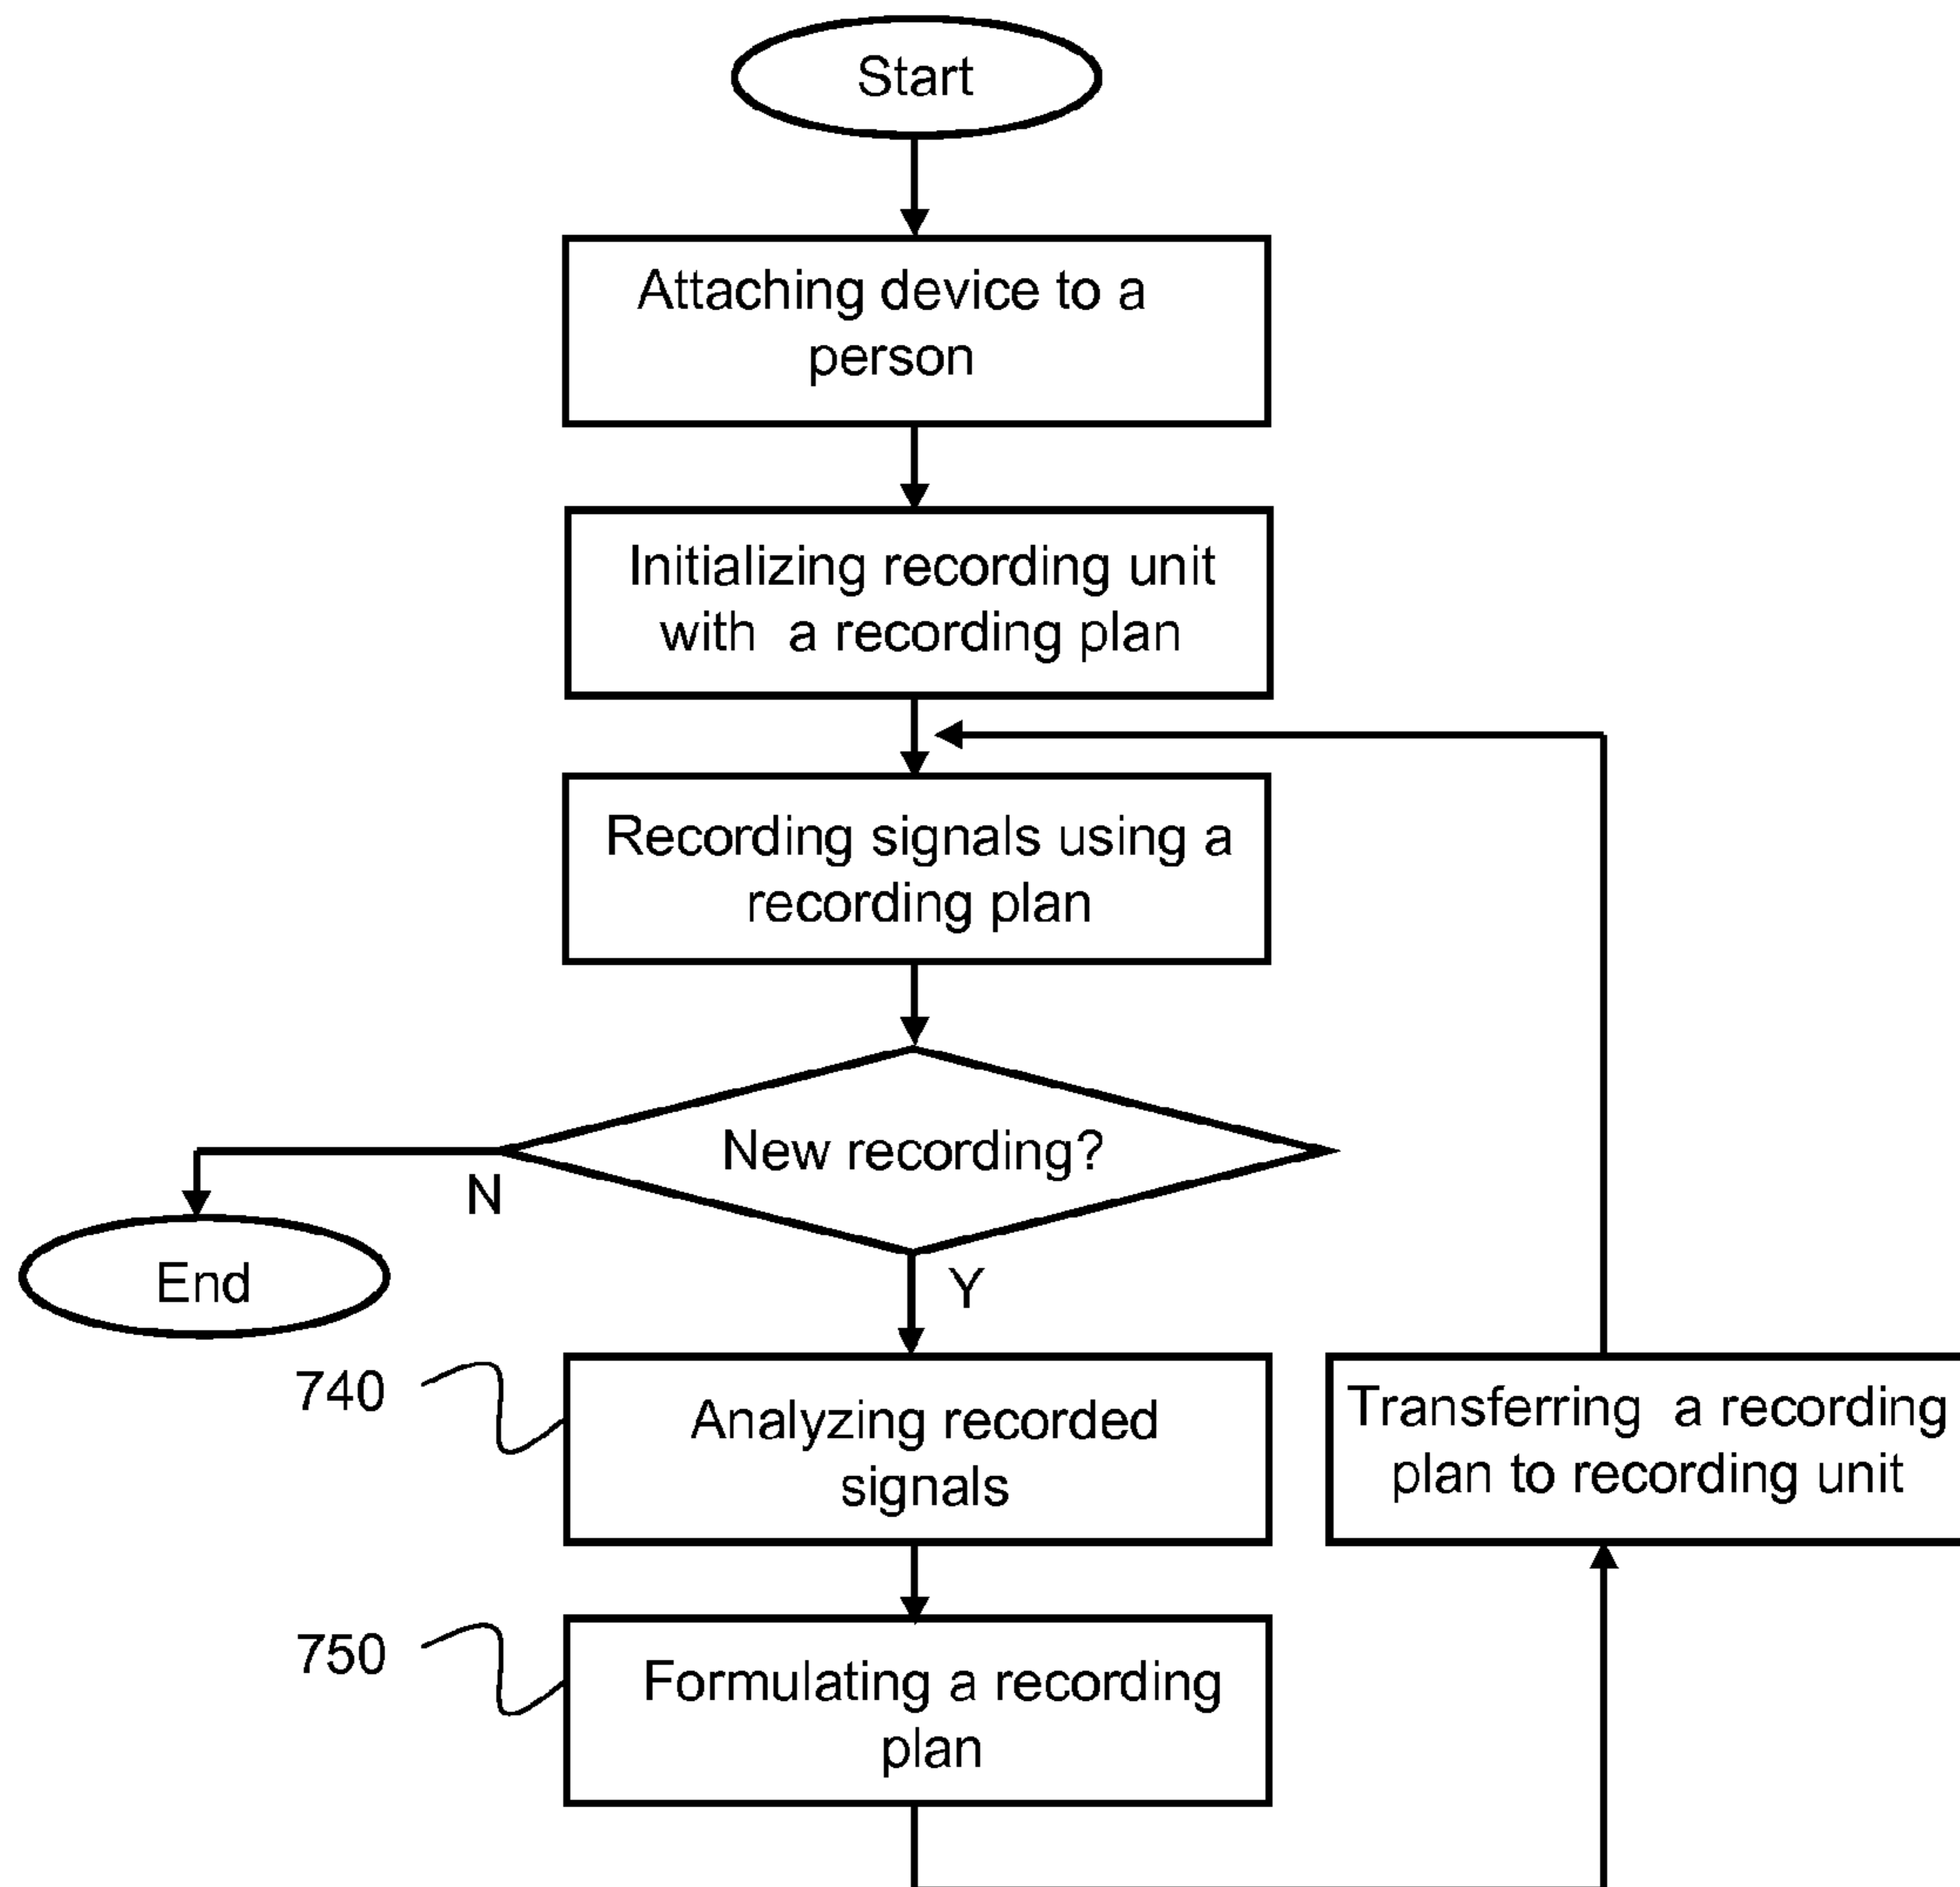 Start
Attaching device to a
person
Initializing recording unit
with a recording plan
Recording signals using a
recording plan
New recording?
N
End
Y
740
Analyzing recorded
signals
Transferring a recording
plan to recording unit
750
Formulating a recording
plan